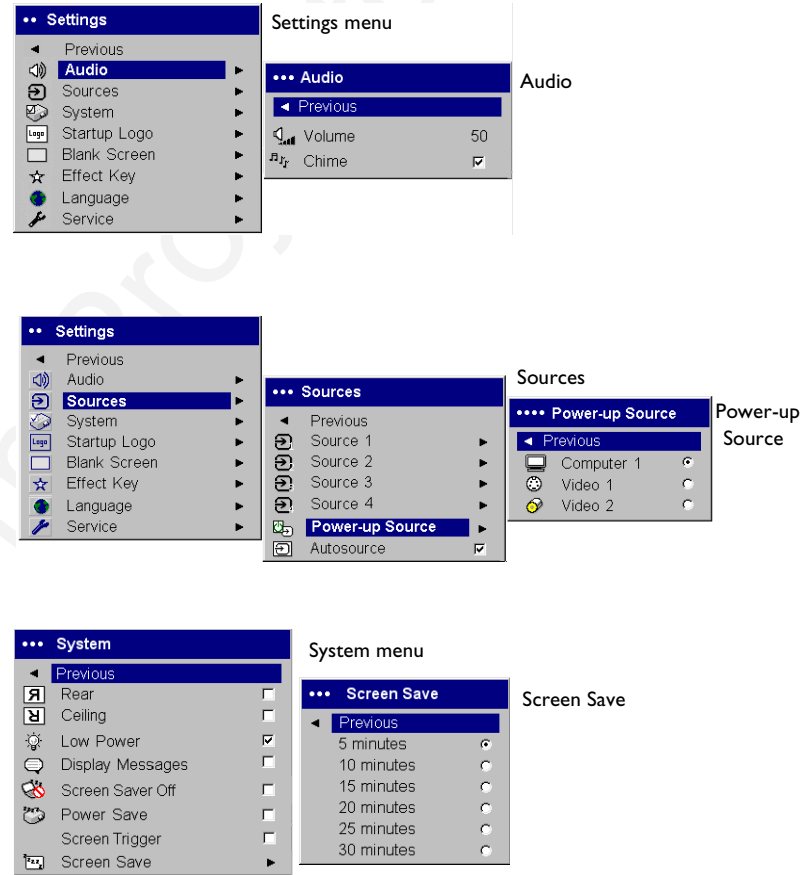 •• Settings
Settings menu
◄ Previous
Audio ►
Sources ►
System ►
Logo Startup Logo ►
Blank Screen ►
Effect Key ►
Language ►
Service ►
••• Audio
Audio
◄ Previous
Volume 50
Chime
•• Settings
◄ Previous
Audio ►
Sources ►
System ►
Logo Startup Logo ►
Blank Screen ►
Effect Key ►
Language ►
Service ►
Sources
••• Sources
◄ Previous
Source 1 ►
Source 2 ►
Source 3 ►
Source 4 ►
Power-up Source ►
Autosource
•••• Power-up Source
Power-up
Source
◄ Previous
Computer 1
Video 1
Video 2
••• System
System menu
◄ Previous
Rear
Ceiling
Low Power
Display Messages
Screen Saver Off
Power Save
Screen Trigger
Screen Save ►
••• Screen Save
Screen Save
◄ Previous
5 minutes
10 minutes
15 minutes
20 minutes
25 minutes
30 minutes